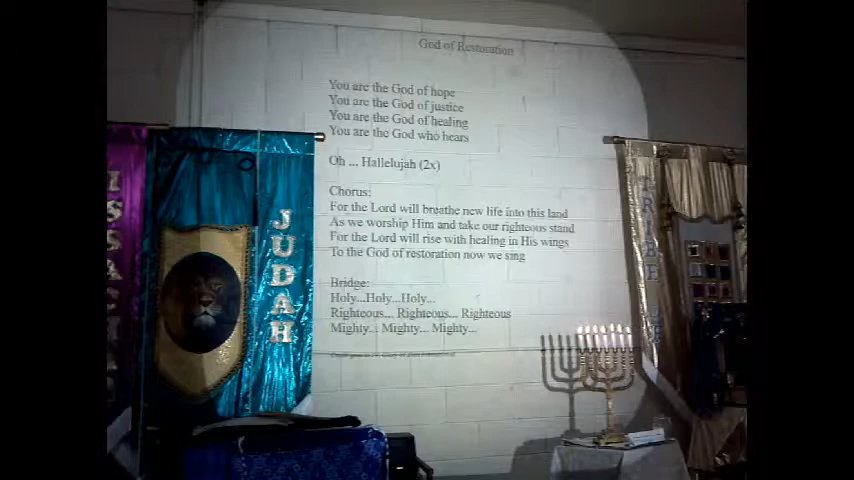 God of Restoration
You are the God of hope
You are the God of justice
You are the God of healing
You are the God who hears
Oh ... Hallelujah (2x)
Chorus:
For the Lord will breathe new life into this land
As we worship Him and take our righteous stand
For the Lord will rise with healing in His wings
To the God of restoration now we sing
Bridge:
Holy...Holy...Holy...
Righteous... Righteous... Righteous
Mighty... Mighty... Mighty...
JUDAH
TRIBE